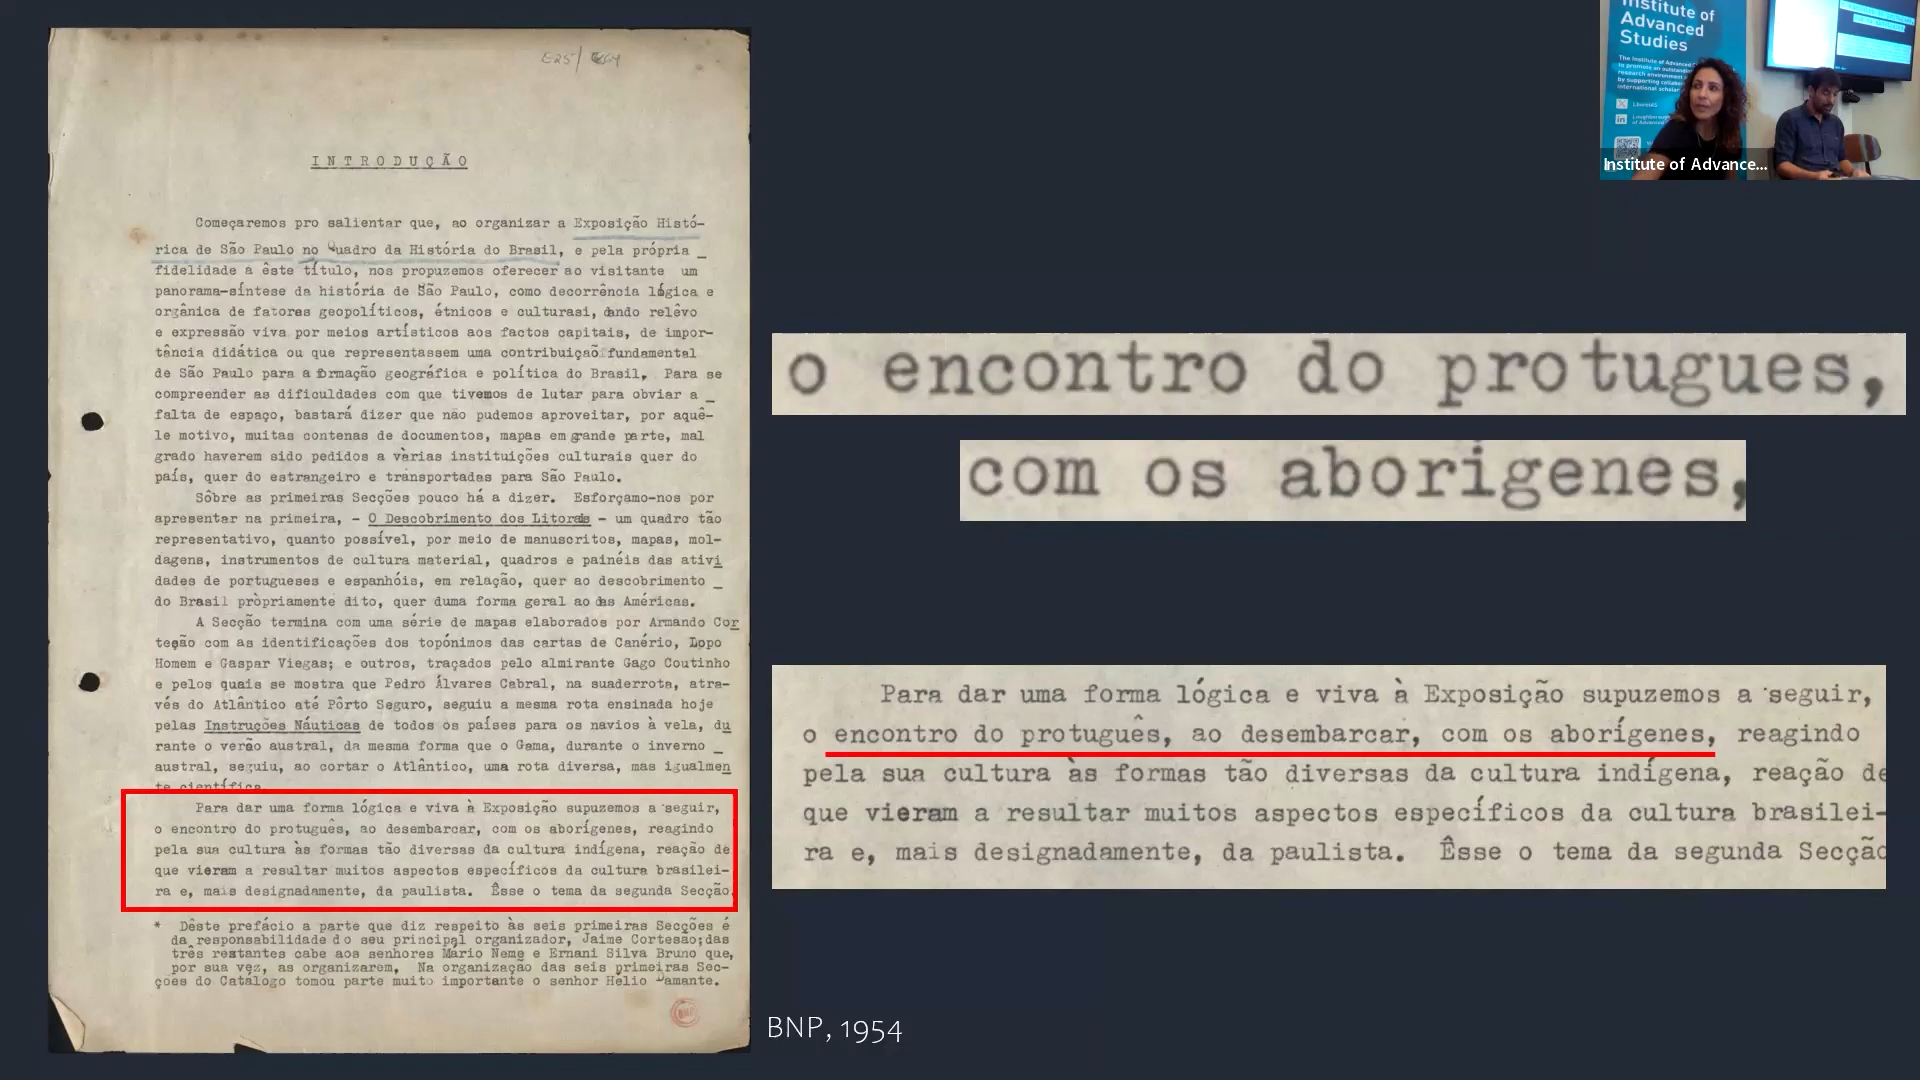 E25/
INTRODUÇÃO
Começaremos pro salientar que, ao organizar a Exposição Histó-
rica de São Paulo no Quadro da História do Brasil, e pela própria _
fidelidade a êste título, nos propuzemos oferecer ao visitante um
panorama-síntese da história de São Paulo, como decorrência lógica e
orgânica de fatores geopolíticos, étnicos e culturasi, dando relêvo
e expressão viva por meios artísticos aos factos capitais, de impor-
tância didática ou que representassem uma contribuição fundamental
de São Paulo para a formação geográfica e política do Brasil. Para se
compreender as dificuldades com que tivemos de lutar para obviar a _
falta de espaço, bastará dizer que não pudemos aproveitar, por aquê-
le motivo, muitas contenas de documentos, mapas em grande parte, mal
grado haverem sido pedidos a vàrias instituições culturais quer do
país, quer do estrangeiro e transportadas para São Paulo.
Sôbre as primeiras Secções pouco há a dizer. Esforçamo-nos por
apresentar na primeira, - O Descobrimento dos Litorais - um quadro tão
representativo, quanto possível, por meio de manuscritos, mapas, mol-
dagens, instrumentos de cultura material, quadros e painéis das ativi
dades de portugueses e espanhóis, em relação, quer ao descobrimento _
do Brasil pròpriamente dito, quer duma forma geral ao das Américas.
A Secção termina com uma série de mapas elaborados por Armando Cor
tesão com as identificações dos topónimos das cartas de Canério, Lopo
Homem e Gaspar Viegas; e outros, traçados pelo almirante Gago Coutinho
e pelos quais se mostra que Pedro Álvares Cabral, na suaderrota, atra-
vés do Atlântico até Pôrto Seguro, seguiu a mesma rota ensinada hoje
pelas Instruções Náuticas de todos os países para os navios à vela, du
rante o verão austral, da mesma forma que o Gama, durante o inverno _
austral, seguiu, ao cortar o Atlântico, uma rota diversa, mas igualmen
te científica.
Para dar uma forma lógica e viva à Exposição supuzemos a seguir,
o encontro do protuguês, ao desembarcar, com os aborígenes, reagindo
pela sua cultura às formas tão diversas da cultura indígena, reação de
que vieram a resultar muitos aspectos específicos da cultura brasilei-
ra e, mais designadamente, da paulista. Êsse o tema da segunda Secção.
* Dêste prefácio a parte que diz respeito às seis primeiras Secções é
da responsabilidade do seu principal organizador, Jaime Cortesão; das
três restantes cabe aos senhores Mário Neme e Ernani Silva Bruno que,
por sua vez, as organizarem, Na organização das seis primeiras Sec-
ções do Catálogo tomou parte muito importante o senhor Hélio Damante.
BNP, 1954
o encontro do protugues,
com os aborigenes,
Para dar uma forma lógica e viva à Exposição supuzemos a seguir,
o encontro do protuguês, ao desembarcar, com os aborígenes, reagindo
pela sua cultura às formas tão diversas da cultura indígena, reação de
que vieram a resultar muitos aspectos específicos da cultura brasilei-
ra e, mais designadamente, da paulista. Êsse o tema da segunda Secção
Institute of
Advanced
Studies
The Institute of Advanced
Institute of Advance...